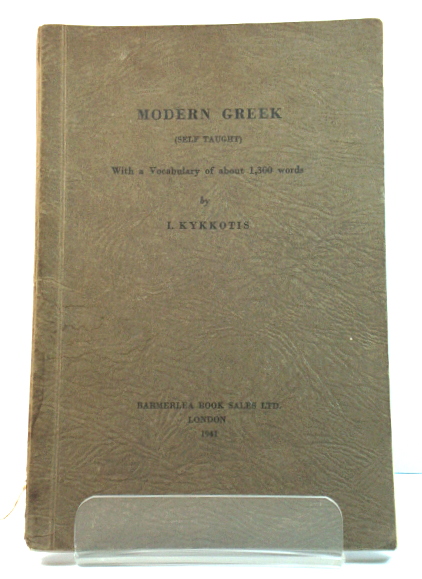 MODERN GREEK
(SELF TAUGHT)
With a Vocabulary of about 1,300 words
by
I. KYKKOTIS
BARMERLEA BOOK SALES LTD.
LONDON